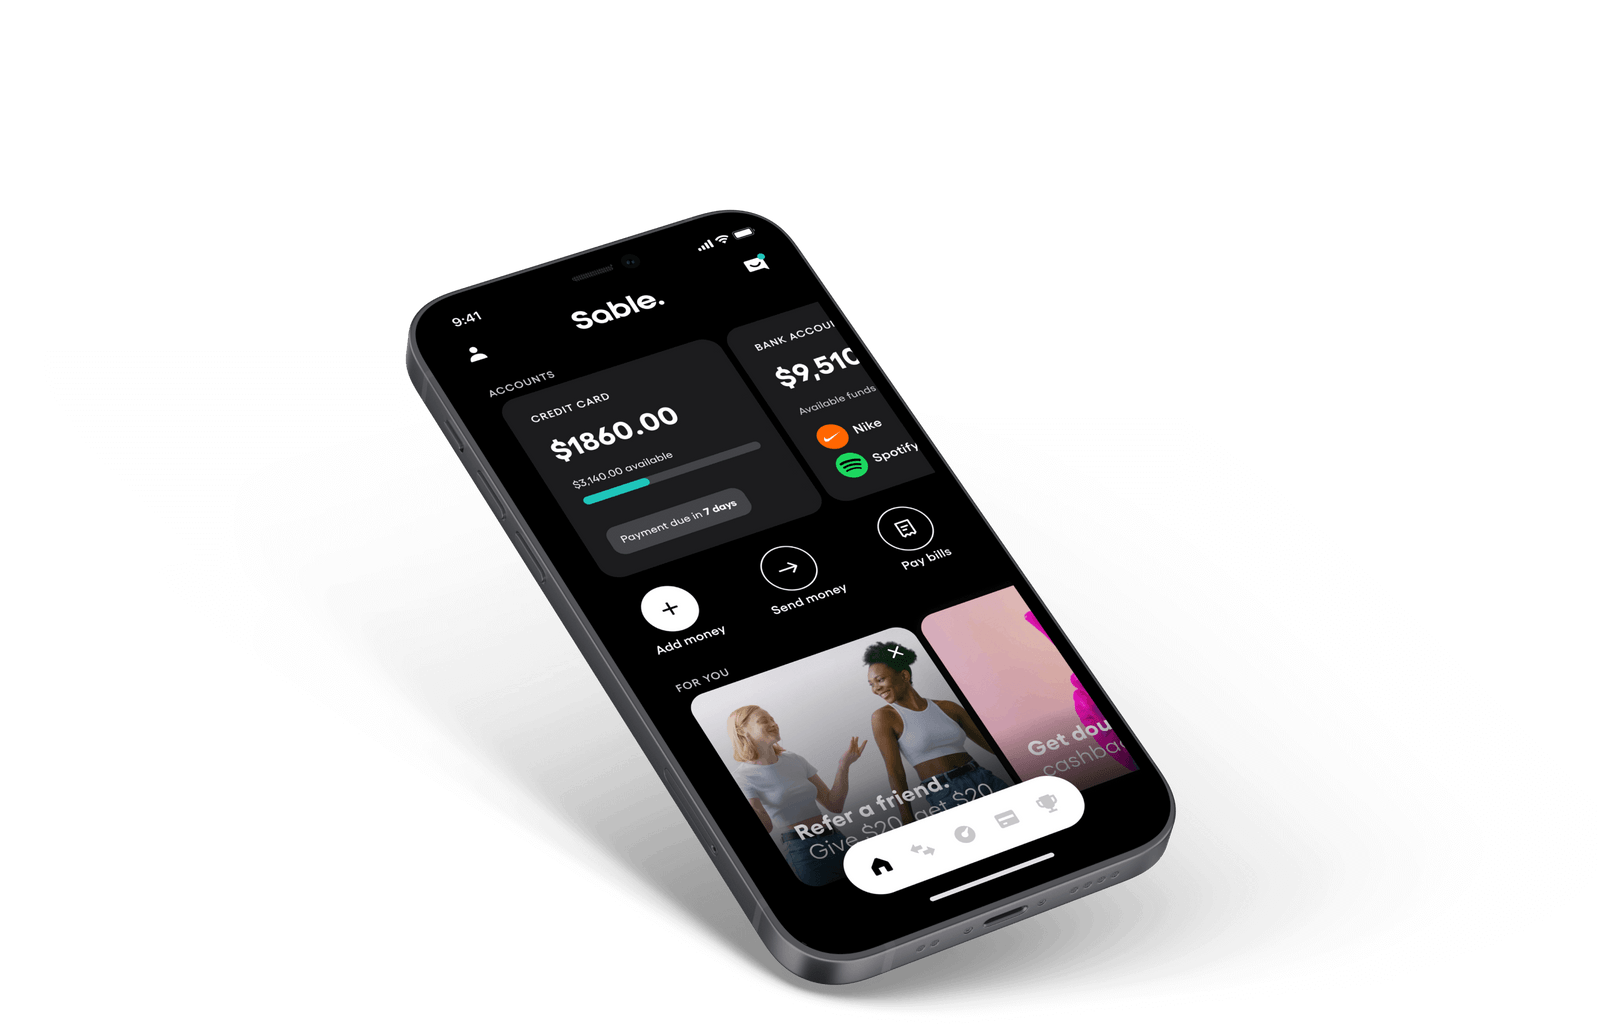 9:41
Sable.
ACCOUNTS
CREDIT CARD
$1860.00
$3,140.00 available
Payment due in 7 days
BANK ACCOU
$9,510
Available funds
Nike
Spotify
Add money
Send money
Pay bills
FOR YOU
Refer a friend.
Give $20, get $20
Get dou
cashbac